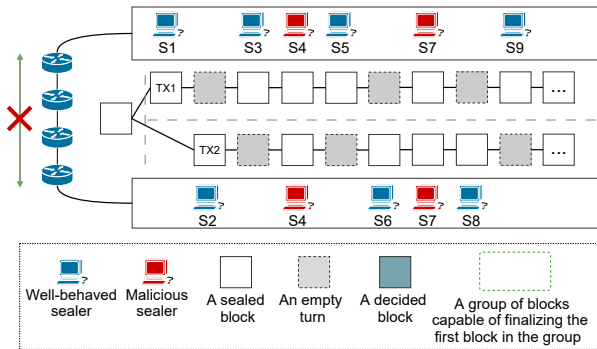 S1 S3 S4 S5 S7 S9
TX1 ...
TX2 ...
S2 S4 S6 S7 S8
Well-behaved
sealer
Malicious
sealer
A sealed
block
An empty
turn
A decided
block
A group of blocks
capable of finalizing the
first block in the group